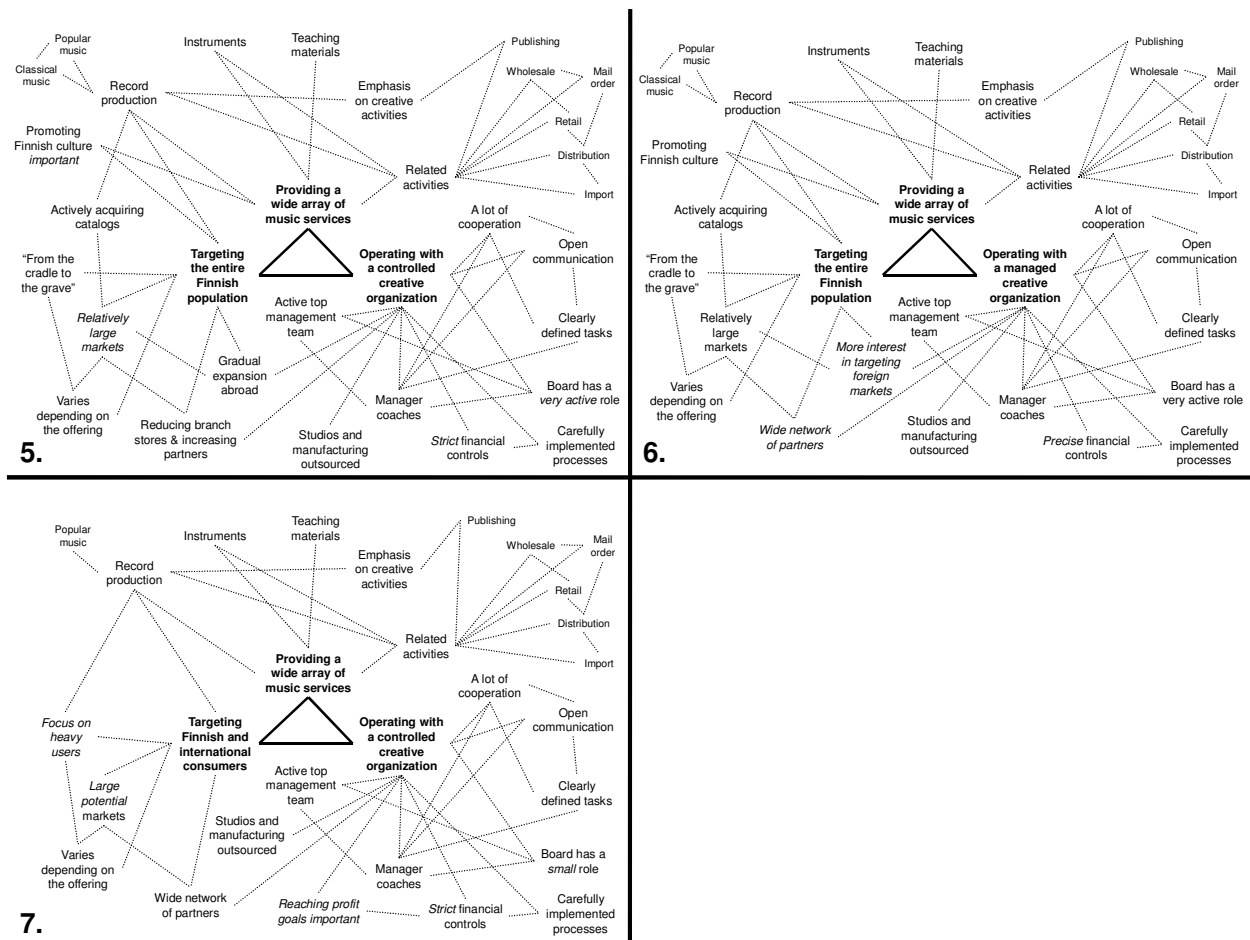 Popular
music
Classical
music
Record
production
Instruments
Teaching
materials
Emphasis
on creative
activities
Publishing
Wholesale
Mail
order
Retail
Distribution
Import
Related
activities
Promoting
Finnish culture
important
Providing a
wide array of
music services
Actively acquiring
catalogs
"From the
cradle to
the grave"
Targeting
the entire
Finnish
population
Operating with
a controlled
creative
organization
A lot of
cooperation
Open
communication
Clearly
defined tasks
Active top
management
team
Relatively
large
markets
Gradual
expansion
abroad
Varies
depending on
the offering
Reducing branch
stores & increasing
partners
Studios and
manufacturing
outsourced
Manager
coaches
Strict financial
controls
Board has a
very active role
Carefully
implemented
processes
5.
Popular
music
Classical
music
Record
production
Instruments
Teaching
materials
Emphasis
on creative
activities
Publishing
Wholesale
Mail
order
Retail
Distribution
Import
Related
activities
Promoting
Finnish culture
Providing a
wide array of
music services
Actively acquiring
catalogs
"From the
cradle to
the grave"
Targeting
the entire
Finnish
population
Operating with
a managed
creative
organization
A lot of
cooperation
Open
communication
Clearly
defined tasks
Active top
management
team
Relatively
large
markets
More interest
in targeting
foreign
markets
Varies
depending on
the offering
Wide network
of partners
Studios and
manufacturing
outsourced
Manager
coaches
Precise financial
controls
Board has a
very active role
Carefully
implemented
processes
6.
Popular
music
Record
production
Instruments
Teaching
materials
Emphasis
on creative
activities
Publishing
Wholesale
Mail
order
Retail
Distribution
Import
Related
activities
Providing a
wide array of
music services
Focus on
heavy
users
Targeting
Finnish and
international
consumers
Operating with
a controlled
creative
organization
A lot of
cooperation
Open
communication
Clearly
defined tasks
Active top
management
team
Large
potential
markets
Studios and
manufacturing
outsourced
Varies
depending on
the offering
Wide network
of partners
Reaching profit
goals important
Manager
coaches
Strict financial
controls
Board has a
small role
Carefully
implemented
processes
7.